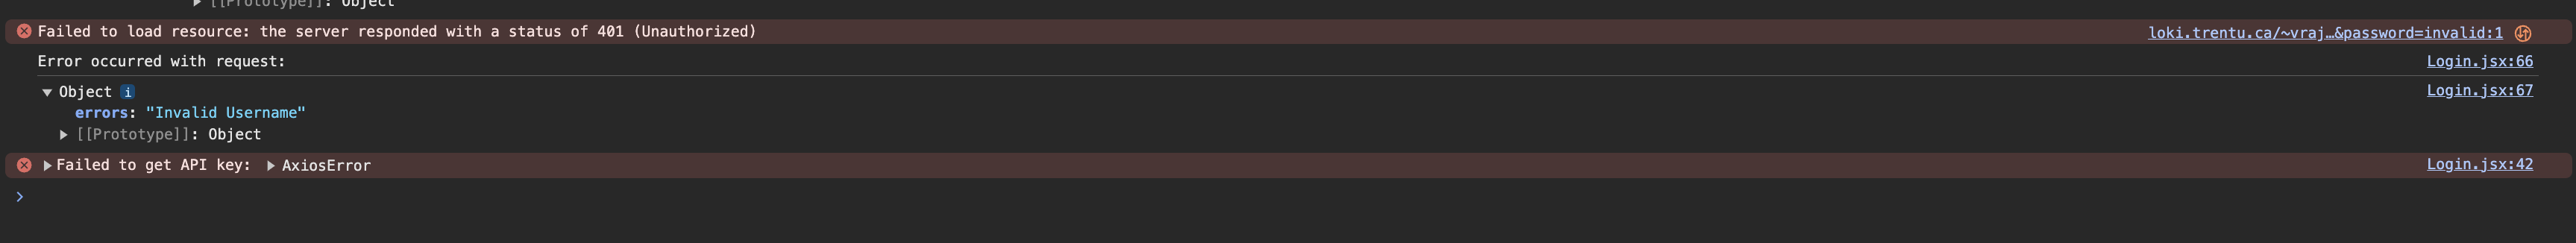 [[Prototype]]: Object
Failed to load resource: the server responded with a status of 401 (Unauthorized) loki.trentu.ca/~vraj…&password=invalid:1
Error occurred with request: Login.jsx:66
Object i Login.jsx:67
errors: "Invalid Username"
[[Prototype]]: Object
Failed to get API key: AxiosError Login.jsx:42